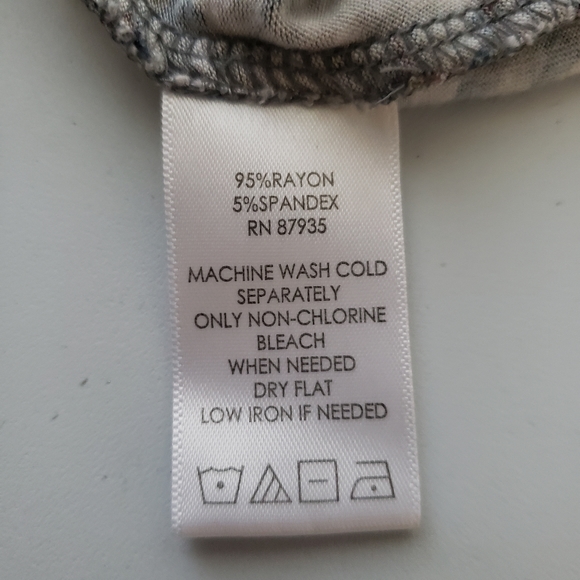 95%RAYON
5%SPANDEX
RN 87935
MACHINE WASH COLD
SEPARATELY
ONLY NON-CHLORINE
BLEACH
WHEN NEEDED
DRY FLAT
LOW IRON IF NEEDED